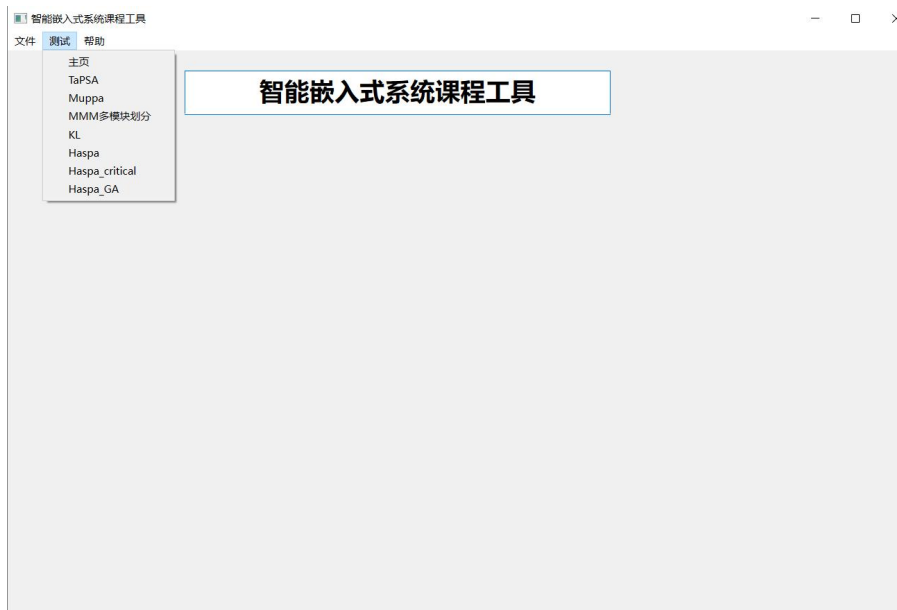 智能嵌入式系统课程工具
文件 测试 帮助
主页
TaPSA
Muppa
MMM多模块划分
KL
Haspa
Haspa_critical
Haspa_GA
智能嵌入式系统课程工具